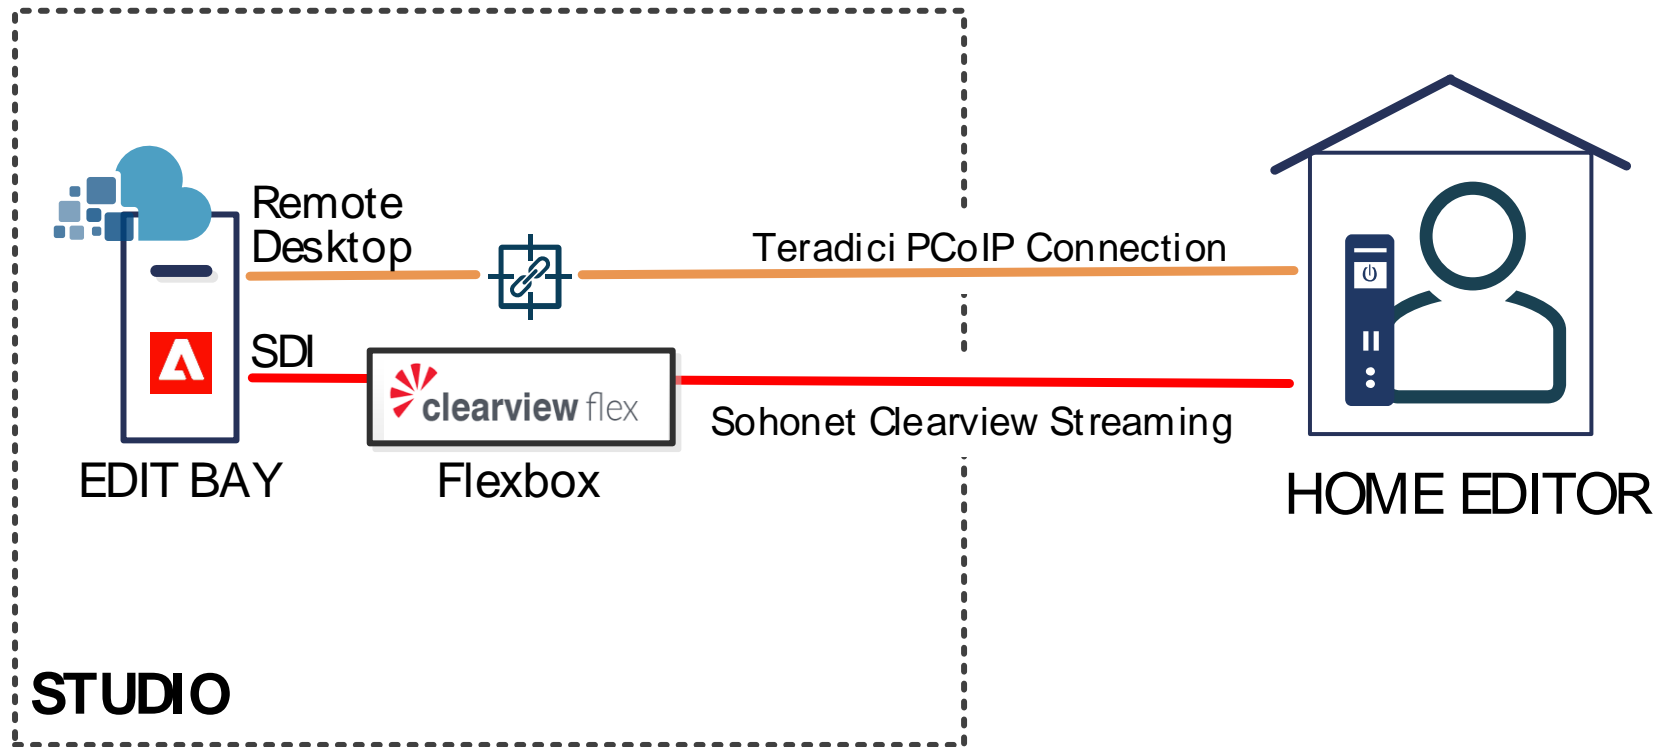 Remote
Desktop
Teradici PCoIP Connection
SDI
clearview flex
Sohonet Clearview Streaming
EDIT BAY
Flexbox
HOME EDITOR
STUDIO